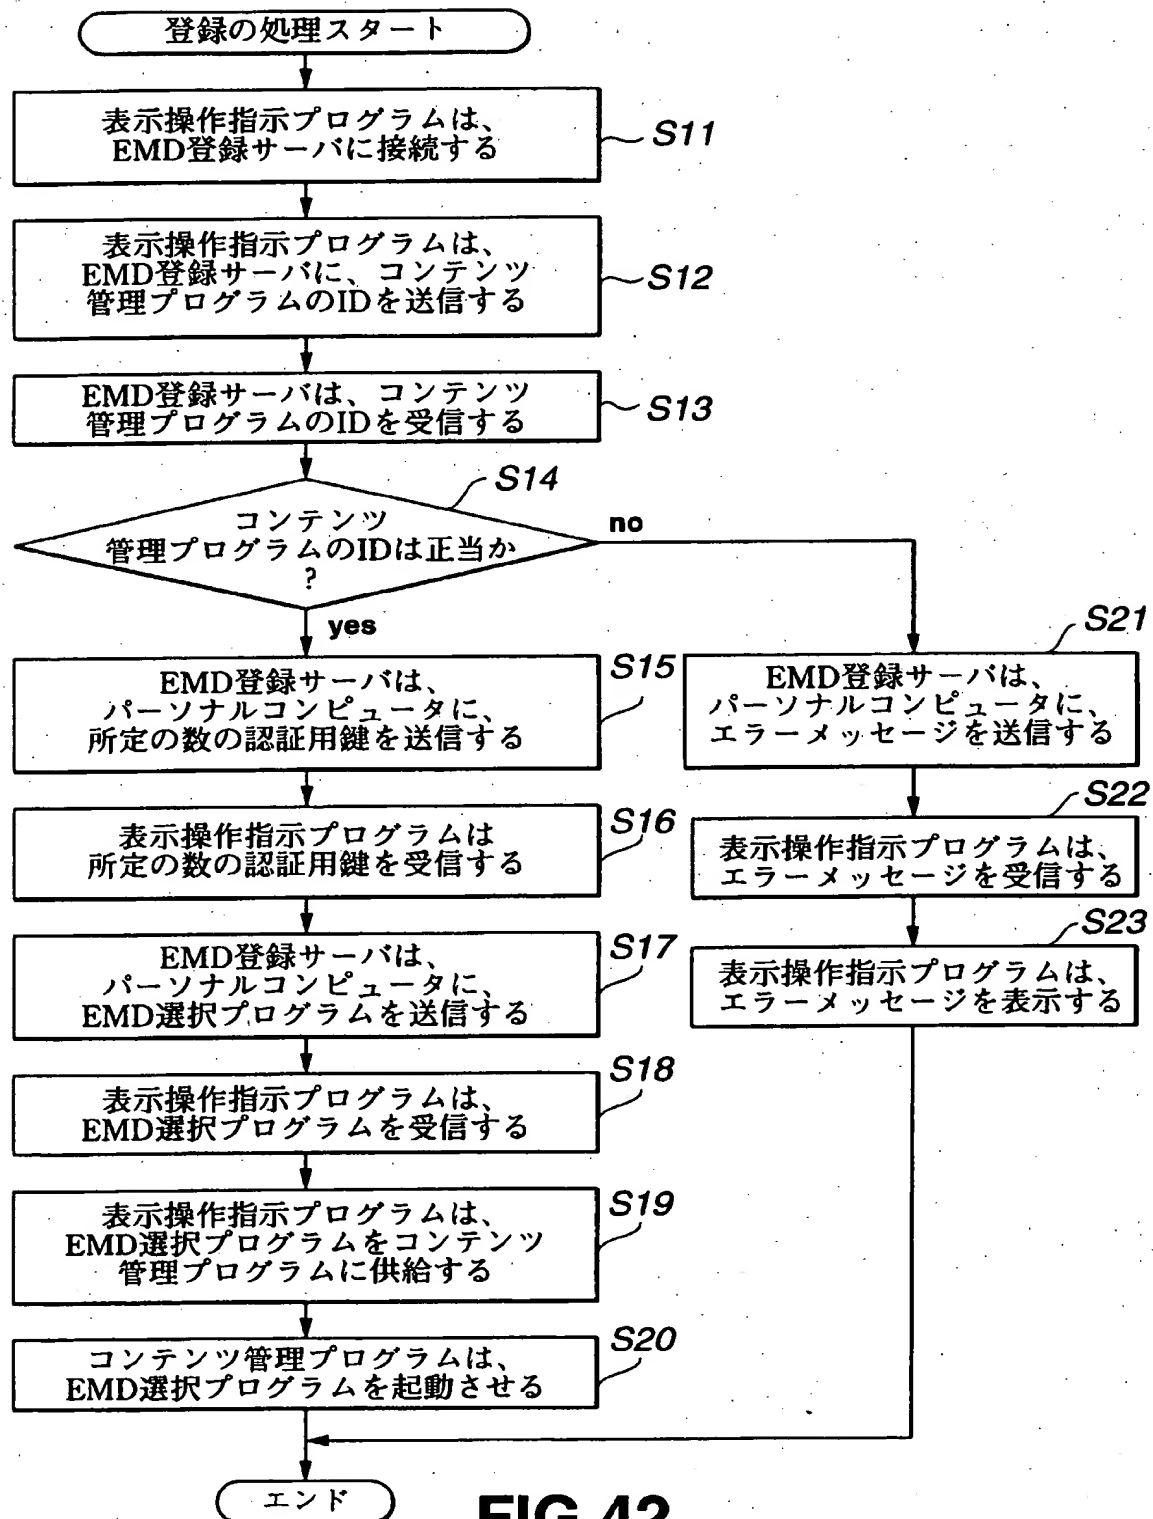 登録の処理スタート
表示操作指示プログラムは、
EMD登録サーバに接続する
S11
表示操作指示プログラムは、
EMD登録サーバに、コンテンツ
管理プログラムのIDを送信する
S12
EMD登録サーバは、コンテンツ
管理プログラムのIDを受信する
S13
S14
コンテンツ
管理プログラムのIDは正当か
?
no
yes
EMD登録サーバは、
パーソナルコンピュータに、
所定の数の認証用鍵を送信する
S15
表示操作指示プログラムは
所定の数の認証用鍵を受信する
S16
EMD登録サーバは、
パーソナルコンピュータに、
EMD選択プログラムを送信する
S17
表示操作指示プログラムは、
EMD選択プログラムを受信する
S18
表示操作指示プログラムは、
EMD選択プログラムをコンテンツ
管理プログラムに供給する
S19
コンテンツ管理プログラムは、
EMD選択プログラムを起動させる
S20
S21
EMD登録サーバは、
パーソナルコンピュータに、
エラーメッセージを送信する
S22
表示操作指示プログラムは、
エラーメッセージを受信する
S23
表示操作指示プログラムは、
エラーメッセージを表示する
エンド
FIG.42